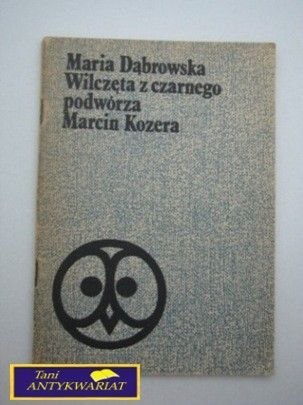 Maria Dąbrowska
Wilczęta z czarnego
podwórza
Marcin Kozera
Tani
ANTYKWARIAT